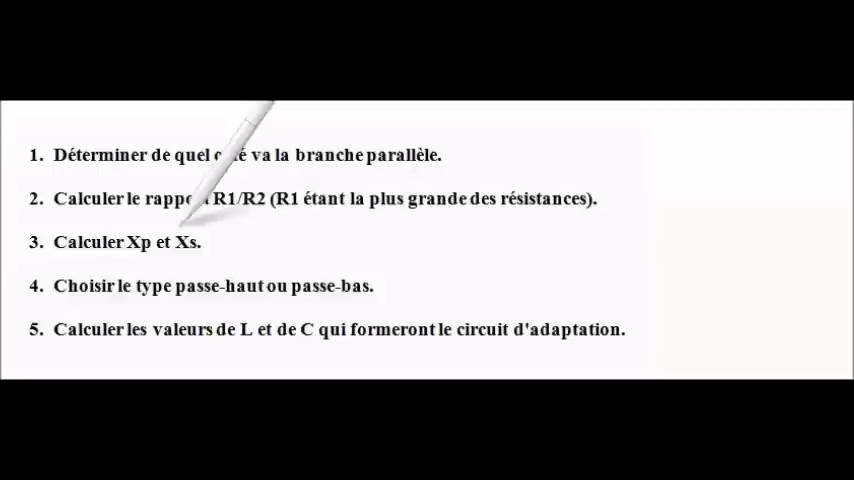 1. Déterminer de quel va la branche parallèle.
2. Calculer le rapport R1/R2 (R1 étant la plus grande des résistances).
3. Calculer Xp et Xs.
4. Choisir le type passe-haut ou passe-bas.
5. Calculer les valeurs de L et de C qui formeront le circuit d'adaptation.